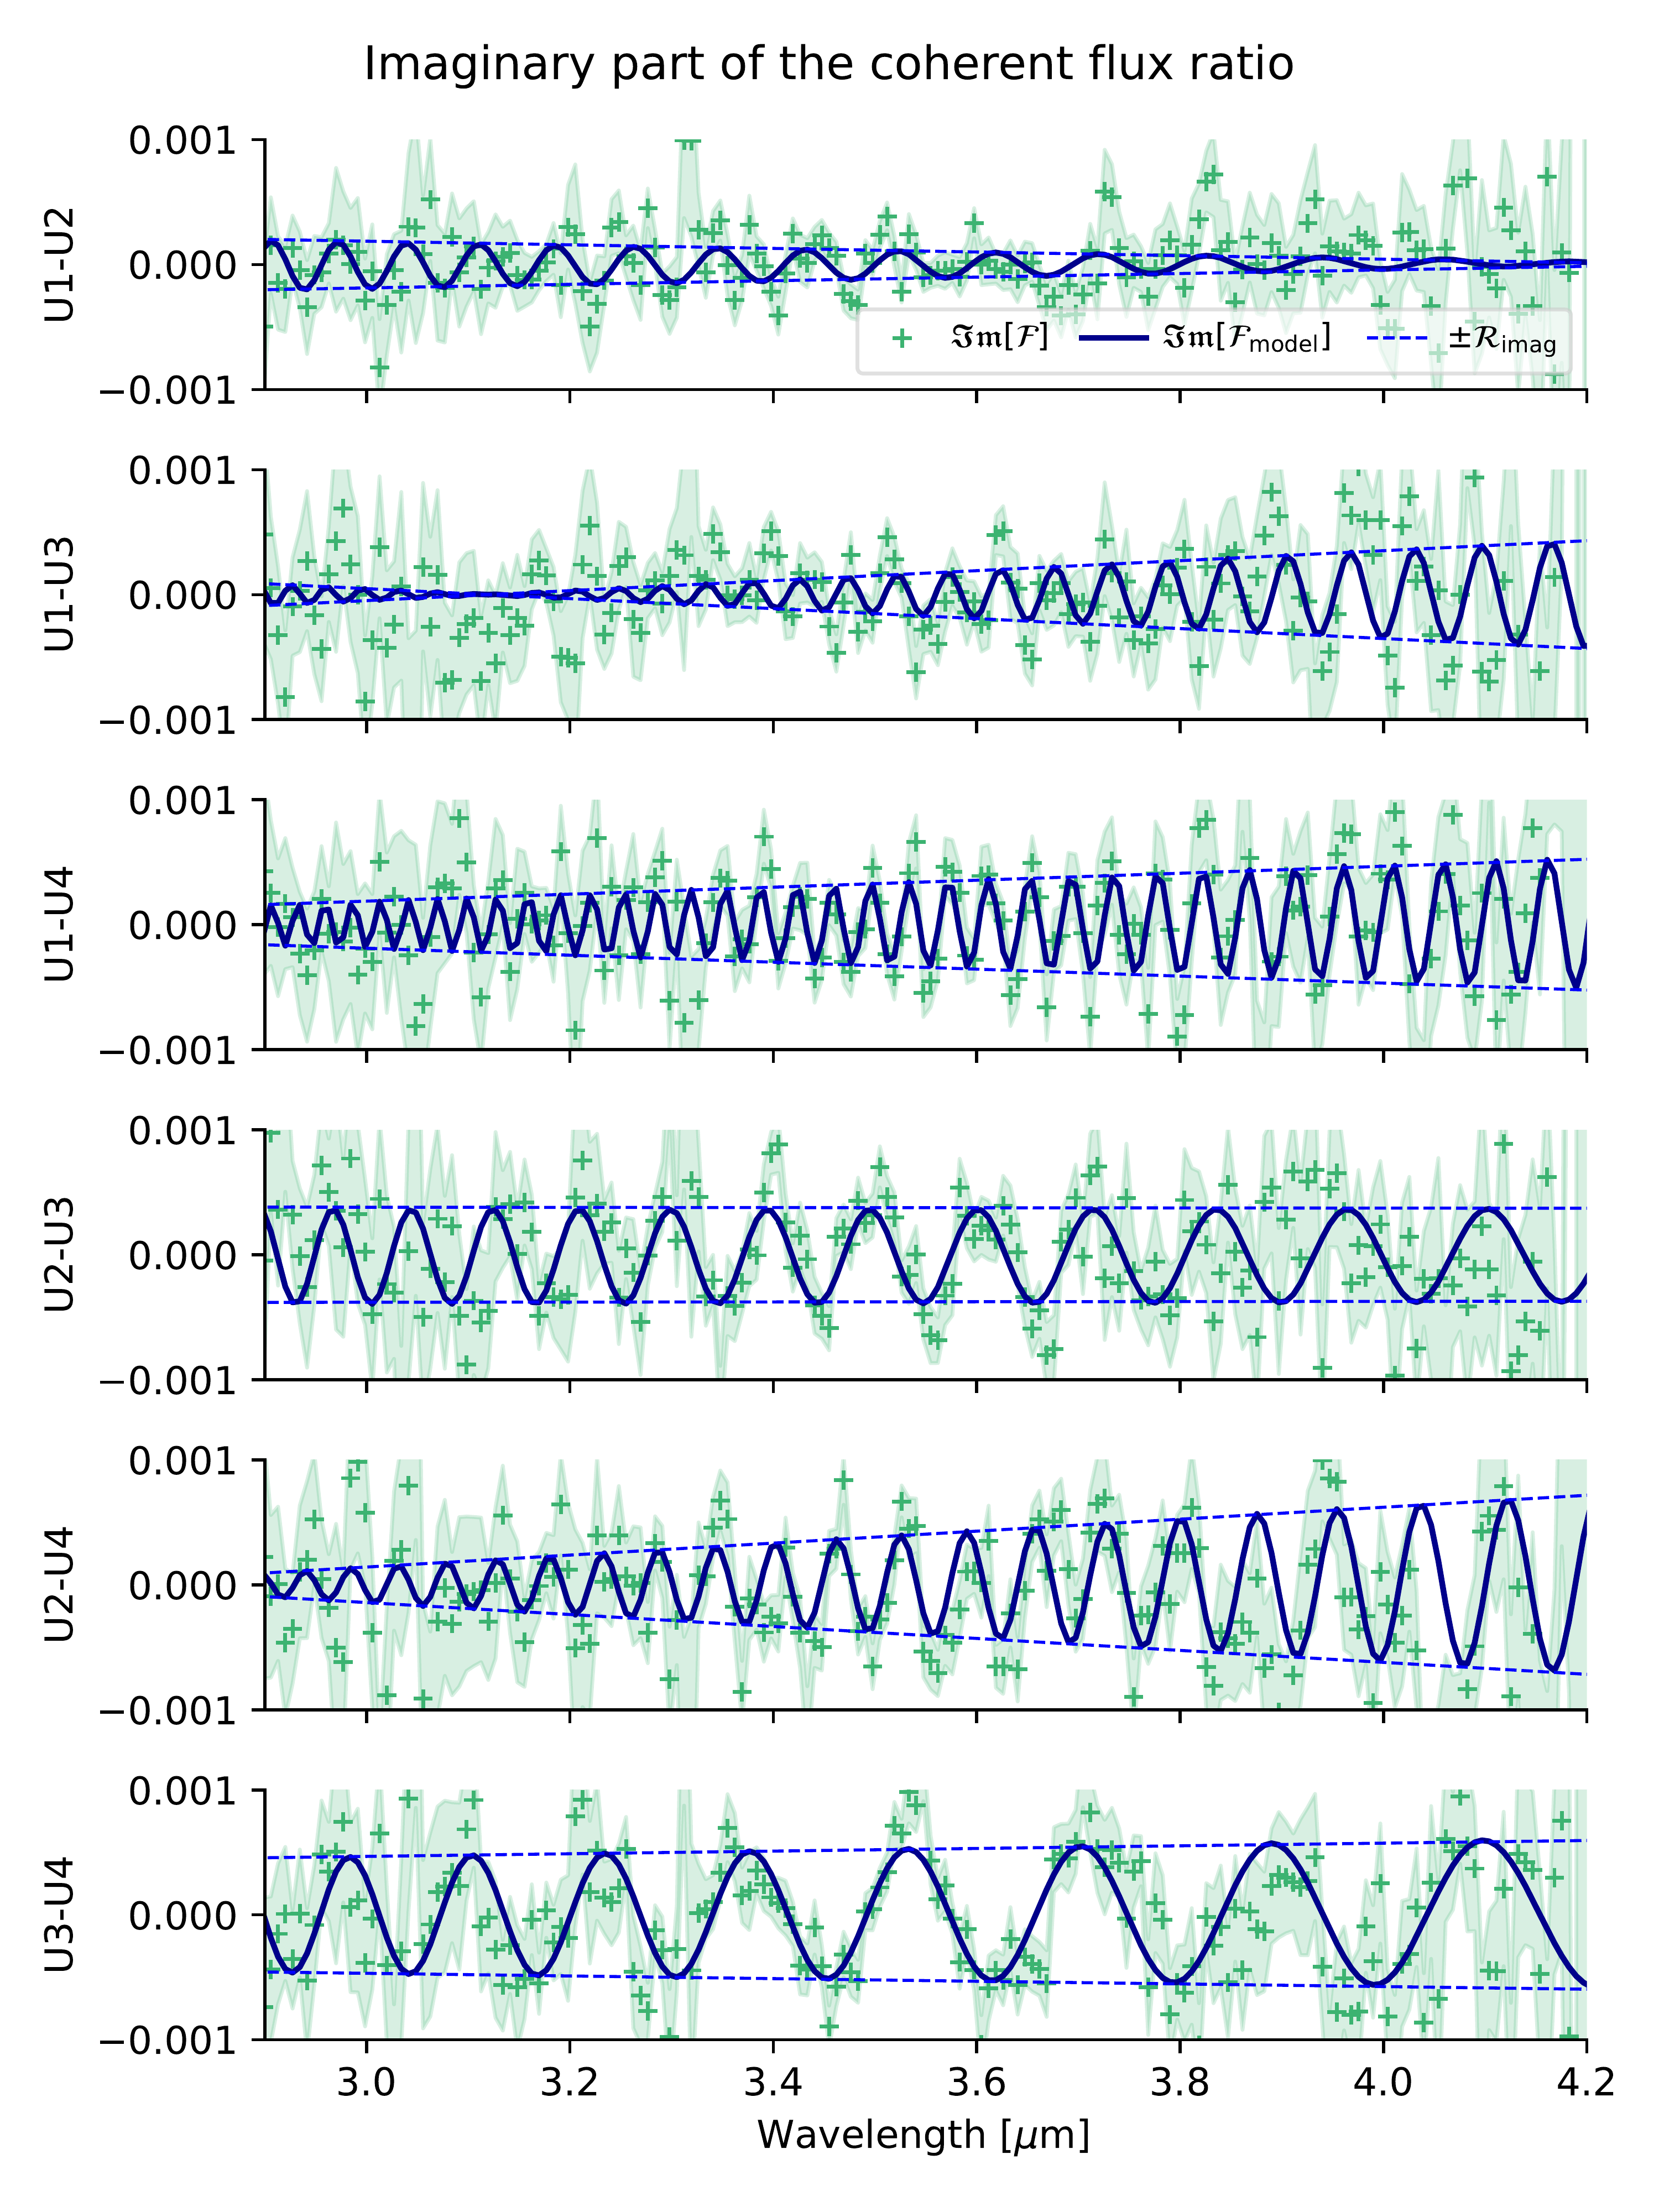 Imaginary part of the coherent flux ratio
U1-U2
0.001
0.000
−0.001
ℑ𝔪[ℱ] ℑ𝔪[ℱmodel] ±ℛimag
U1-U3
0.001
0.000
−0.001
U1-U4
0.001
0.000
−0.001
U2-U3
0.001
0.000
−0.001
U2-U4
0.001
0.000
−0.001
U3-U4
0.001
0.000
−0.001
3.0 3.2 3.4 3.6 3.8 4.0 4.2
Wavelength [μm]